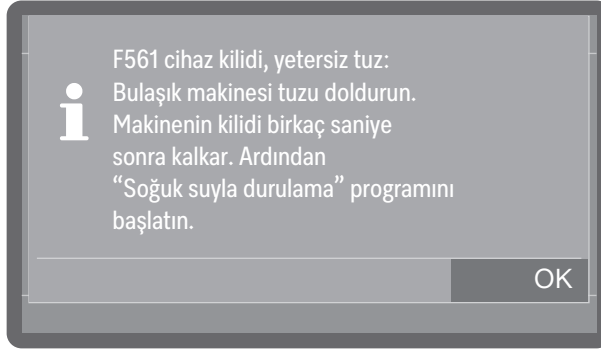 F561 cihaz kilidi, yetersiz tuz:
Bulaşık makinesi tuzu doldurun.
Makinenin kilidi birkaç saniye
sonra kalkar. Ardından
“Soğuk suyla durulama” programını
başlatın.
OK